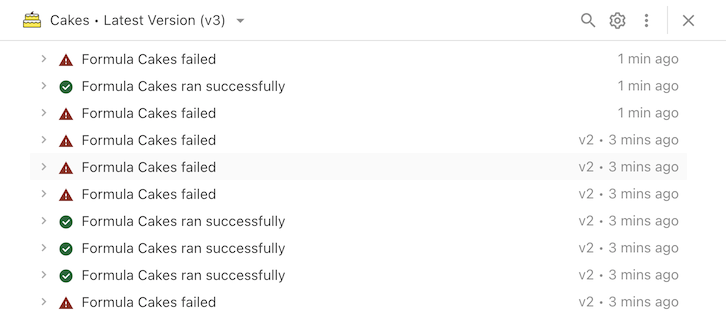 Cakes • Latest Version (v3)
Formula Cakes failed 1 min ago
Formula Cakes ran successfully 1 min ago
Formula Cakes failed 1 min ago
Formula Cakes failed v2 • 3 mins ago
Formula Cakes failed v2 • 3 mins ago
Formula Cakes failed v2 • 3 mins ago
Formula Cakes ran successfully v2 • 3 mins ago
Formula Cakes ran successfully v2 • 3 mins ago
Formula Cakes ran successfully v2 • 3 mins ago
Formula Cakes failed v2 • 3 mins ago